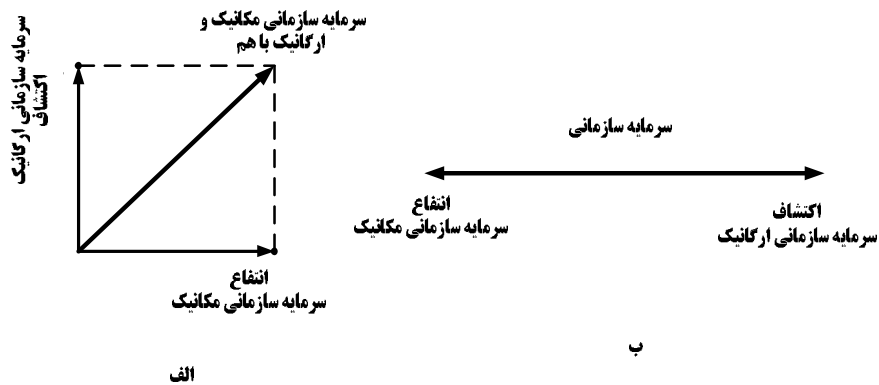 سرمایه سازمانی مکانیک و
ارگانیک با هم
سرمایه سازمانی ارگانیک
اکتشاف
انتفاع
سرمایه سازمانی مکانیک
الف
سرمایه سازمانی
انتفاع
سرمایه سازمانی مکانیک
اکتشاف
سرمایه سازمانی ارگانیک
ب